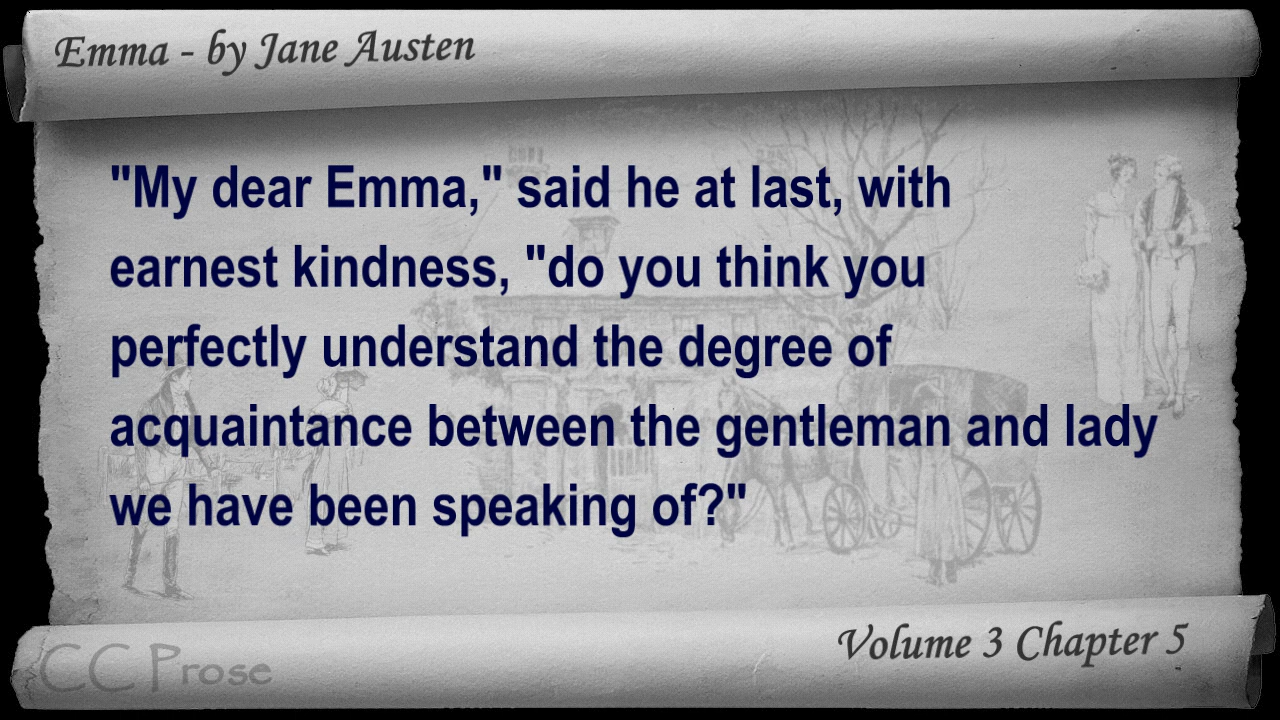 Emma - by Jane Austen
"My dear Emma," said he at last, with
earnest kindness, "do you think you
perfectly understand the degree of
acquaintance between the gentleman and lady
we have been speaking of?"
Volume 3 Chapter 5
CC Prose